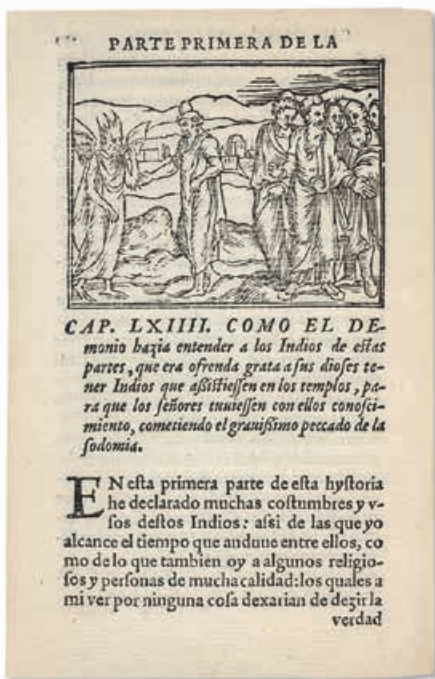 PARTE PRIMERA DE LA
CAP. LXIIII. COMO EL DE-
monio hazia entender a los Indios de eſtas
partes, que era ofrenda grata a ſus dioſes te-
ner Indios que aſsiſtieſſen en los templos, pa-
ra que los ſeñores tuuieſſen con ellos conoſci-
miento, cometiendo el grauiſsimo peccado de la
ſodomia.
EN eſta primera parte de eſta hyſtoria
he declarado muchas coſtumbres y v-
ſos deſtos Indios: aſsi de las que yo
alcance el tiempo que anduue entre ellos, co
mo de lo que tambien oy a algunos religio-
ſos y perſonas de mucha calidad: los quales a
mi ver por ninguna coſa dexarian de dezir la
verdad